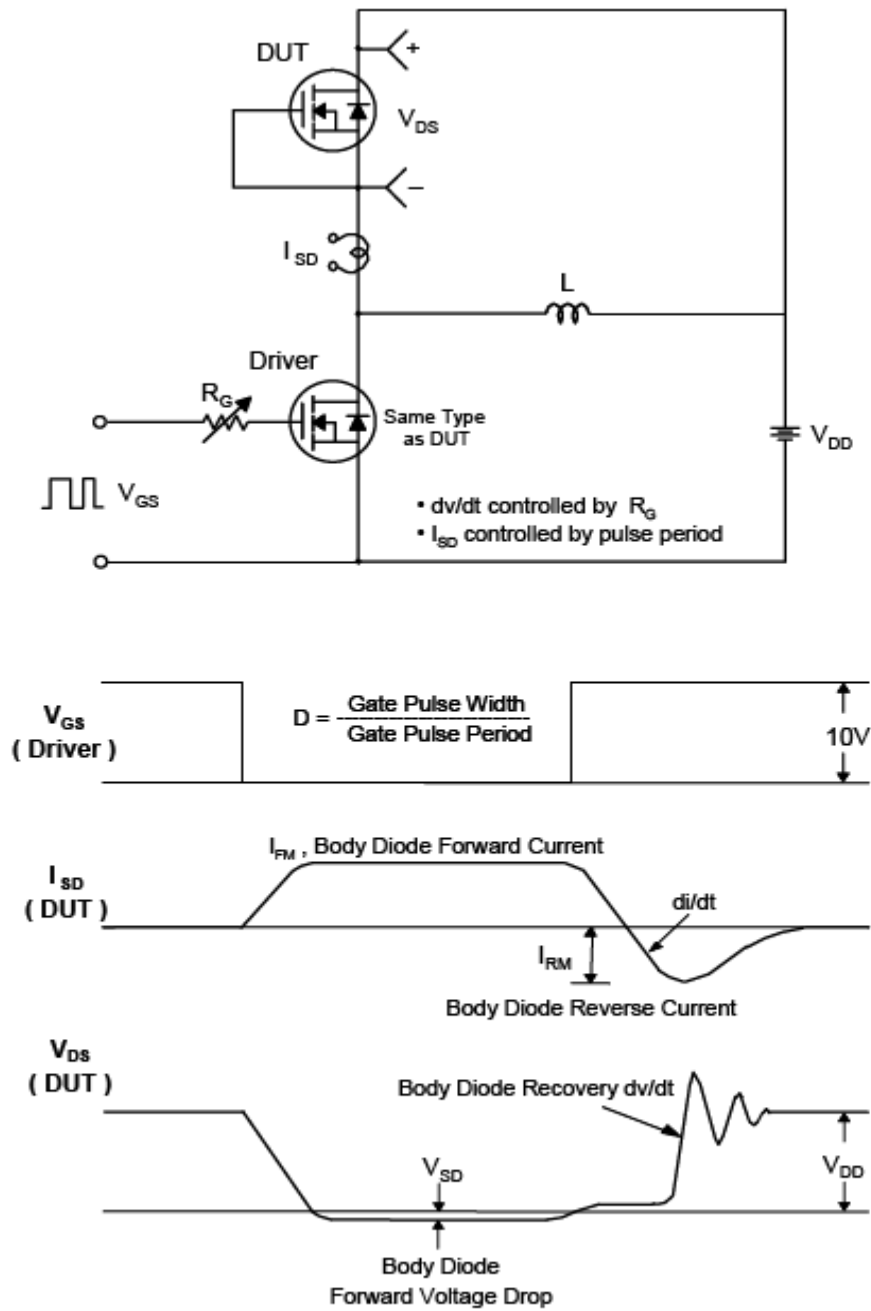 DUT
+
V_DS
–
I_SD
L
Driver
R_G
Same Type
as DUT
V_DD
V_GS
• dv/dt controlled by R_G
• I_SD controlled by pulse period
V_GS
( Driver )
D = Gate Pulse Width
Gate Pulse Period
10V
I_FM , Body Diode Forward Current
I_SD
( DUT )
di/dt
I_RM
Body Diode Reverse Current
V_DS
( DUT )
Body Diode Recovery dv/dt
V_SD
V_DD
Body Diode
Forward Voltage Drop